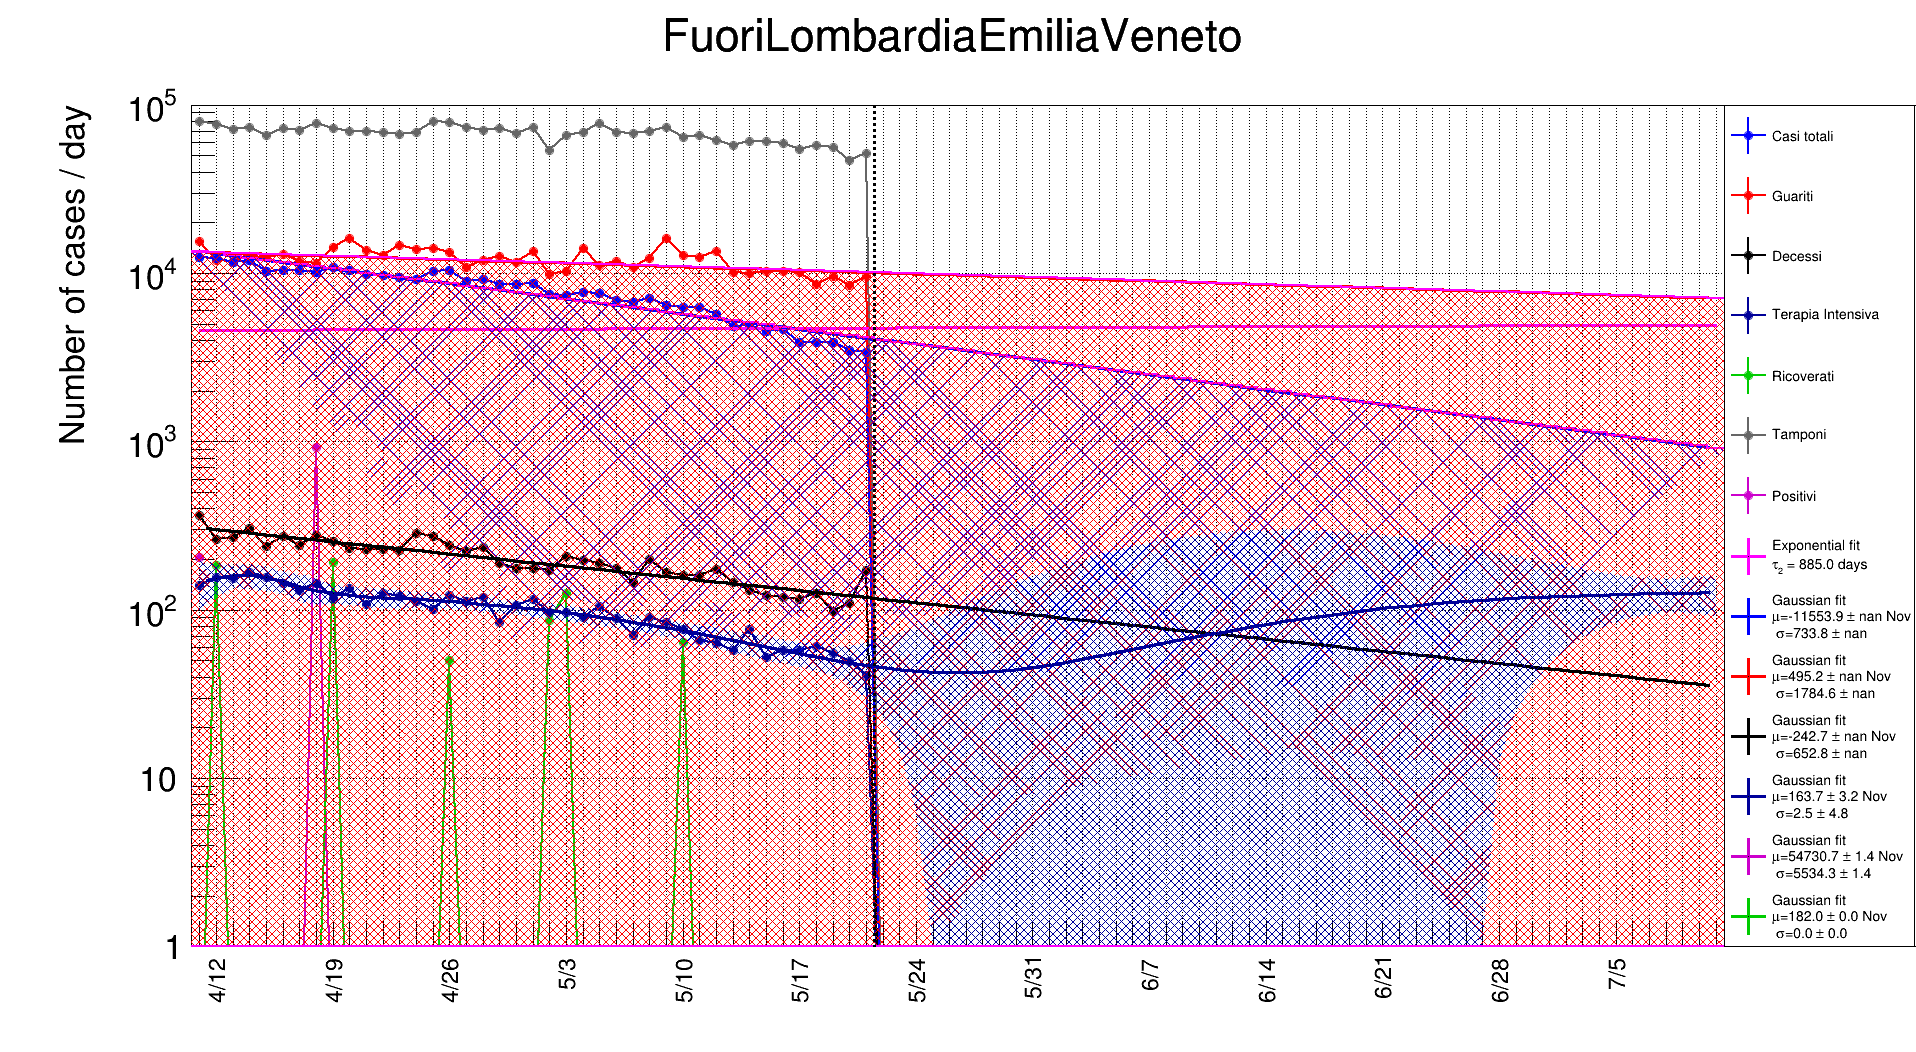 FuoriLombardiaEmiliaVeneto
Number of cases / day
10^5
10^4
10^3
10^2
10
1
4/12
4/19
4/26
5/3
5/10
5/17
5/24
5/31
6/7
6/14
6/21
6/28
7/5
Casi totali
Guariti
Decessi
Terapia Intensiva
Ricoverati
Tamponi
Positivi
Exponential fit
τ₂ = 885.0 days
Gaussian fit
μ=-11553.9 ± nan Nov
σ=733.8 ± nan
Gaussian fit
μ=495.2 ± nan Nov
σ=1784.6 ± nan
Gaussian fit
μ=-242.7 ± nan Nov
σ=652.8 ± nan
Gaussian fit
μ=163.7 ± 3.2 Nov
σ=2.5 ± 4.8
Gaussian fit
μ=54730.7 ± 1.4 Nov
σ=5534.3 ± 1.4
Gaussian fit
μ=182.0 ± 0.0 Nov
σ=0.0 ± 0.0